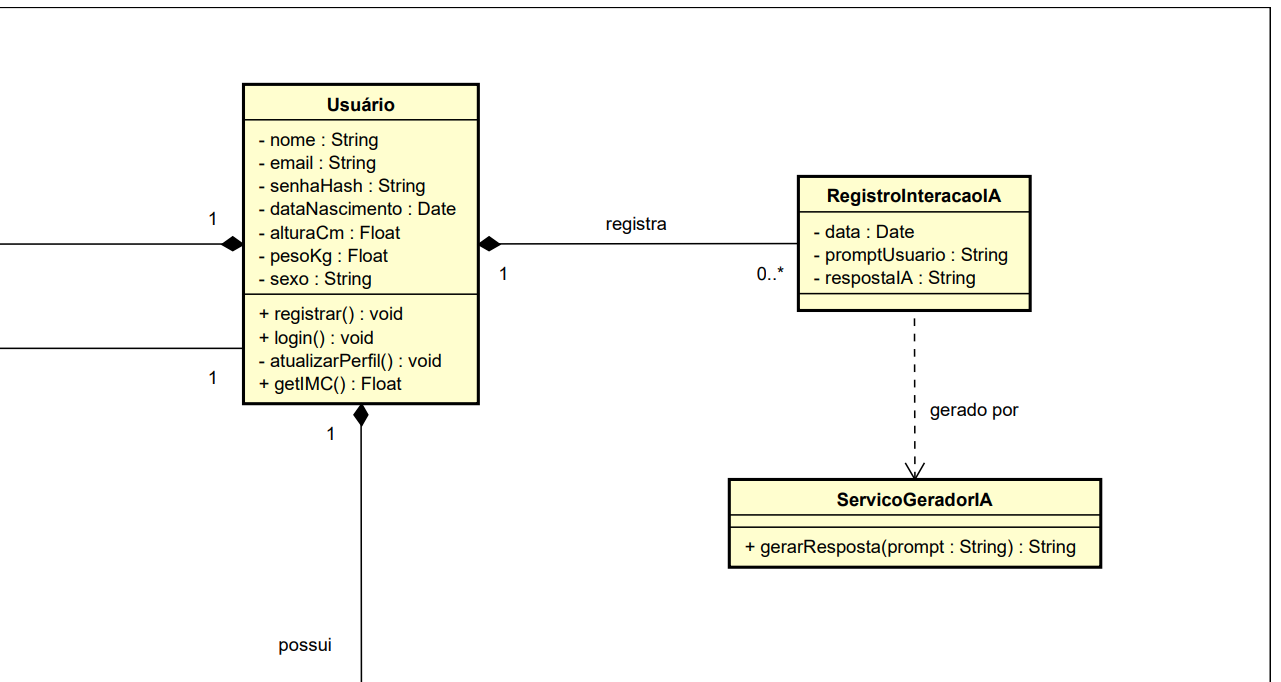 Usuário
- nome : String
- email : String
- senhaHash : String
- dataNascimento : Date
- alturaCm : Float
- pesoKg : Float
- sexo : String
+ registrar() : void
+ login() : void
- atualizarPerfil() : void
+ getIMC() : Float
1
1
1
possui
1
registra
0..*
RegistroInteracaoIA
- data : Date
- promptUsuario : String
- respostaIA : String
gerado por
ServicoGeradorIA
+ gerarResposta(prompt : String) : String